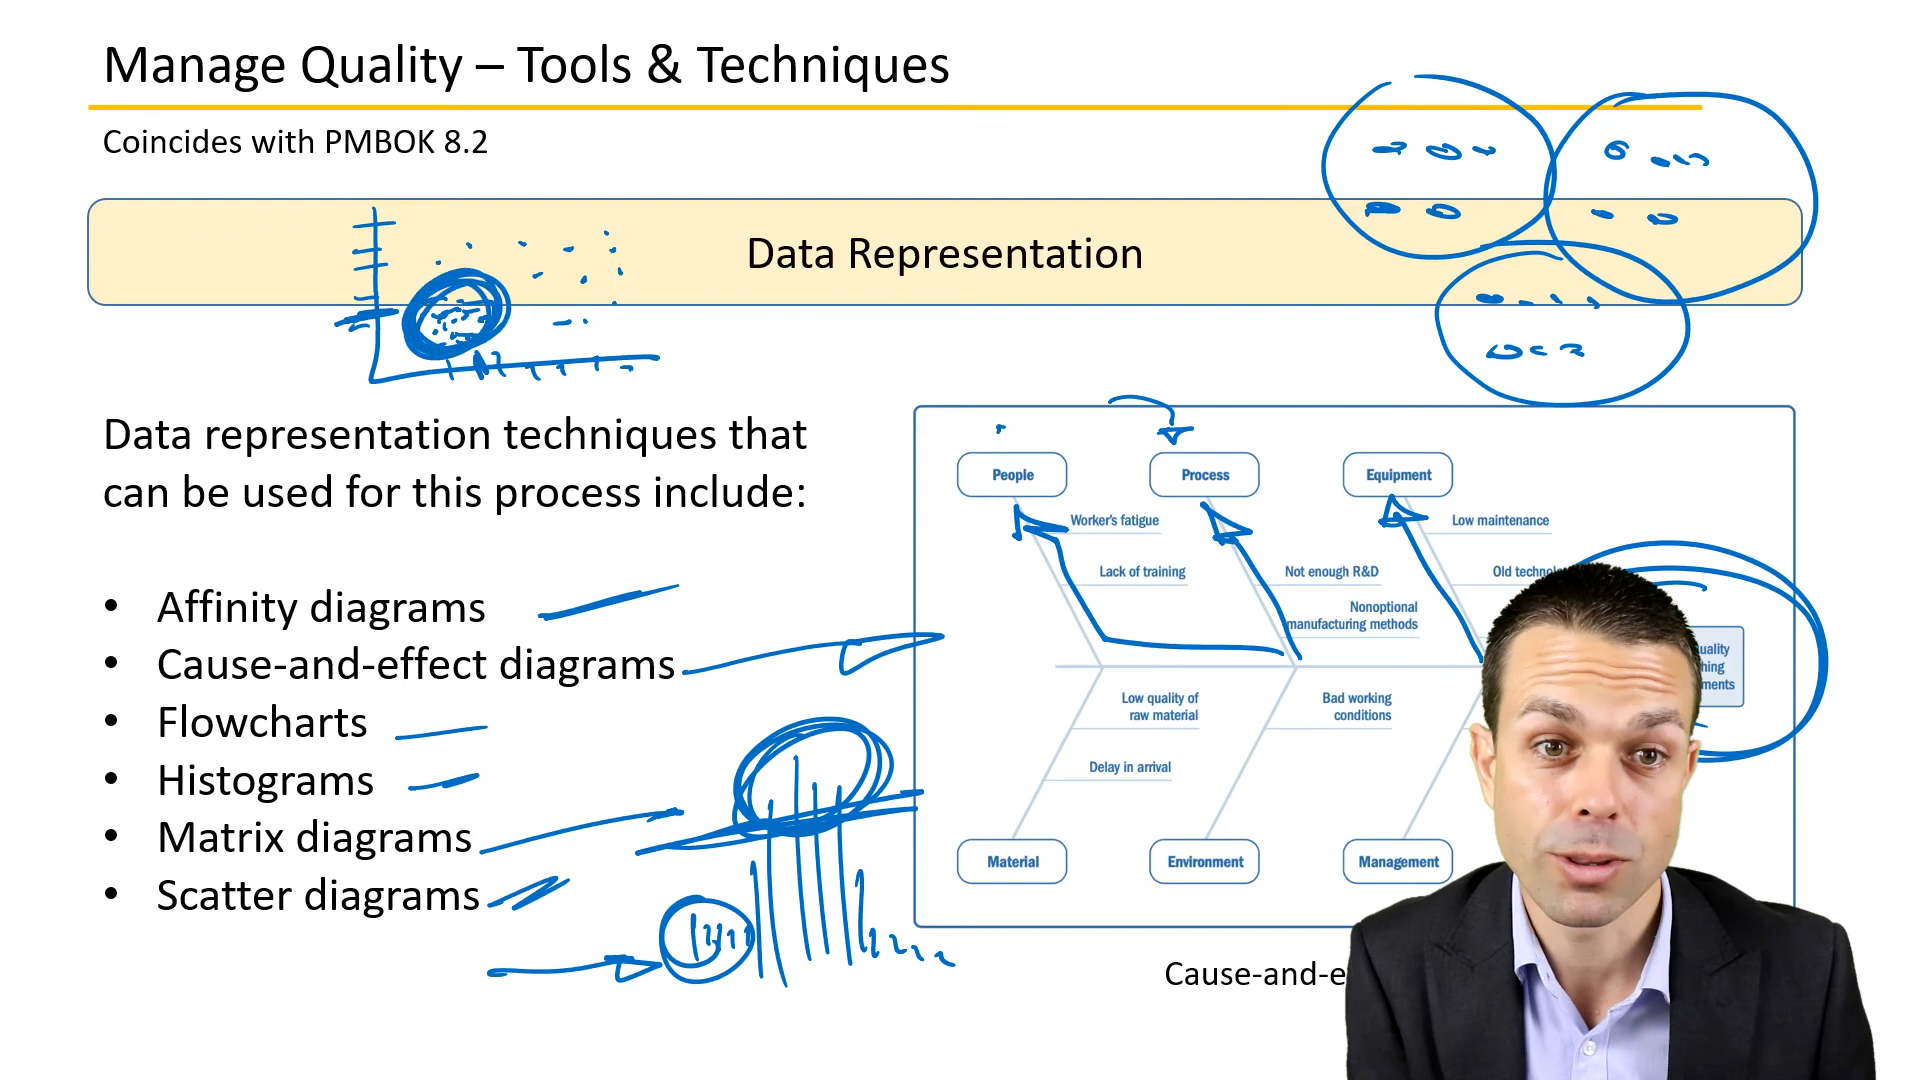 Manage Quality – Tools & Techniques
Coincides with PMBOK 8.2
Data Representation
Data representation techniques that
can be used for this process include:
• Affinity diagrams
• Cause-and-effect diagrams
• Flowcharts
• Histograms
• Matrix diagrams
• Scatter diagrams
People
Process
Equipment
Worker's fatigue
Low maintenance
Lack of training
Not enough R&D
Old
Nonoptional
manufacturing methods
Low quality of
raw material
Bad working
conditions
Delay in arrival
Material
Environment
Management